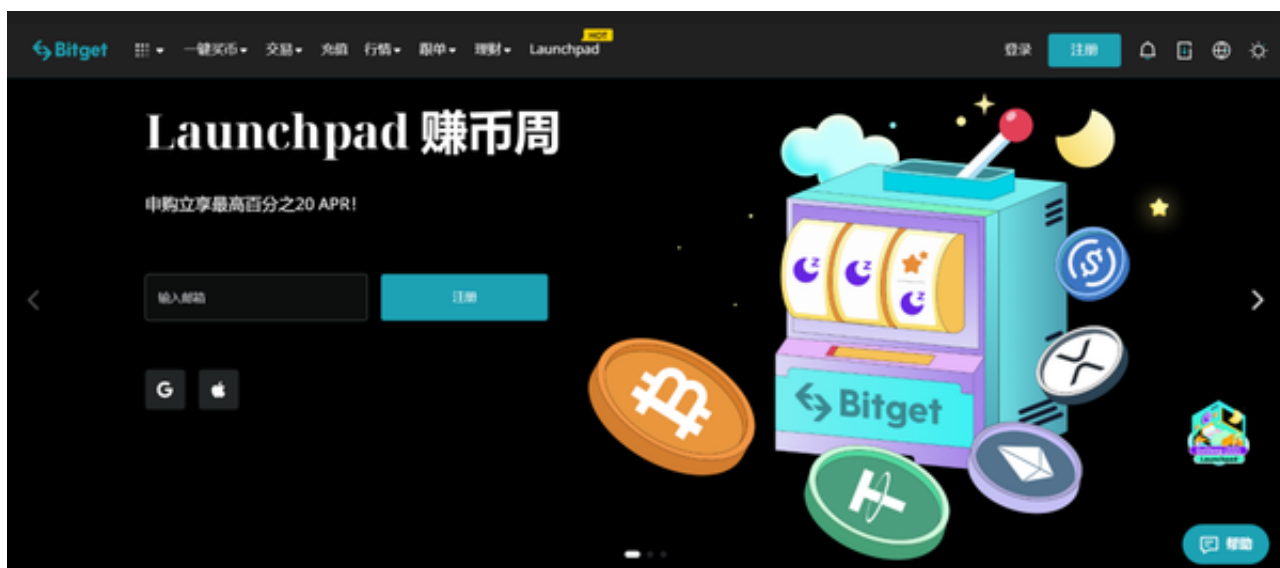 HOT
Bitget 一键买币 交易 充值 行情 跟单 理财 Launchpad 登录 注册
Launchpad 赚币周
申购立享最高百分之20 APR!
输入邮箱 注册
G
Bitget
Launchpad
帮助